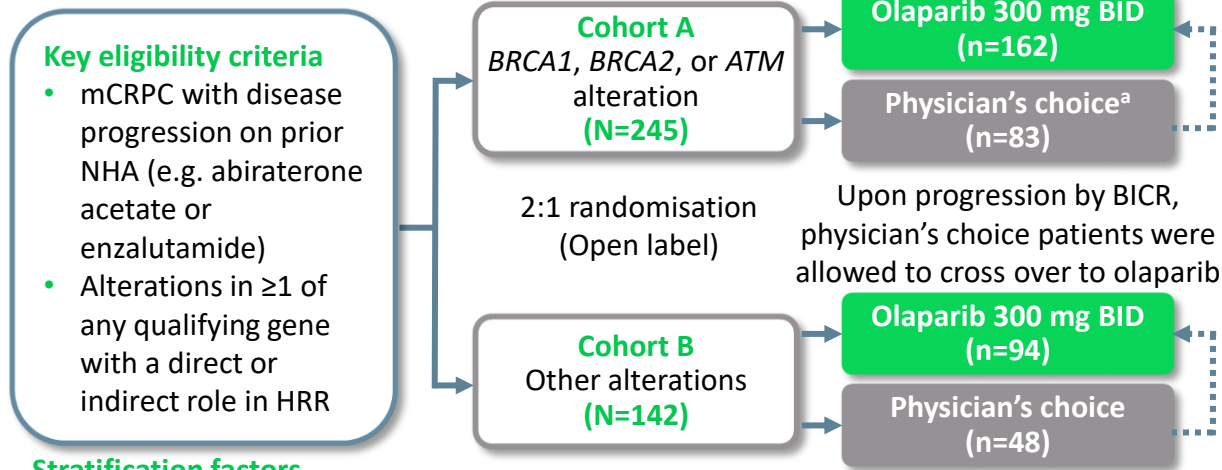 Key eligibility criteria
• mCRPC with disease
progression on prior
NHA (e.g. abiraterone
acetate or
enzalutamide)
• Alterations in ≥1 of
any qualifying gene
with a direct or
indirect role in HRR
Stratification factors
Cohort A
BRCA1, BRCA2, or ATM
alteration
(N=245)
2:1 randomisation
(Open label)
Cohort B
Other alterations
(N=142)
Olaparib 300 mg BID
(n=162)
Physician’s choiceᵃ
(n=83)
Upon progression by BICR,
physician’s choice patients were
allowed to cross over to olaparib
Olaparib 300 mg BID
(n=94)
Physician’s choice
(n=48)